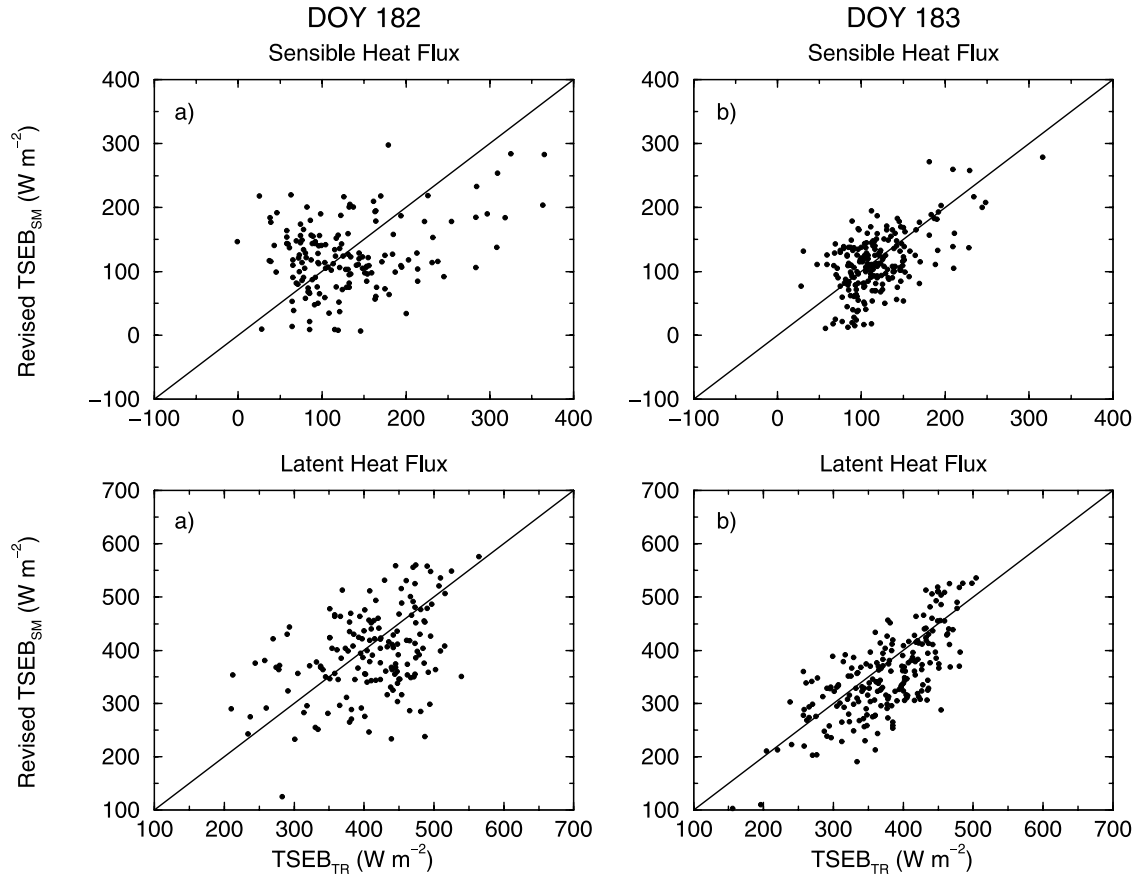 DOY 182
DOY 183
Sensible Heat Flux
Sensible Heat Flux
400
300
200
100
0
−100
a)
Revised TSEB_SM (W m⁻²)
−100 0 100 200 300 400
400
300
200
100
0
−100
b)
−100 0 100 200 300 400
Latent Heat Flux
Latent Heat Flux
700
600
500
400
300
200
100
a)
Revised TSEB_SM (W m⁻²)
100 200 300 400 500 600 700
TSEB_TR (W m⁻²)
700
600
500
400
300
200
100
b)
100 200 300 400 500 600 700
TSEB_TR (W m⁻²)